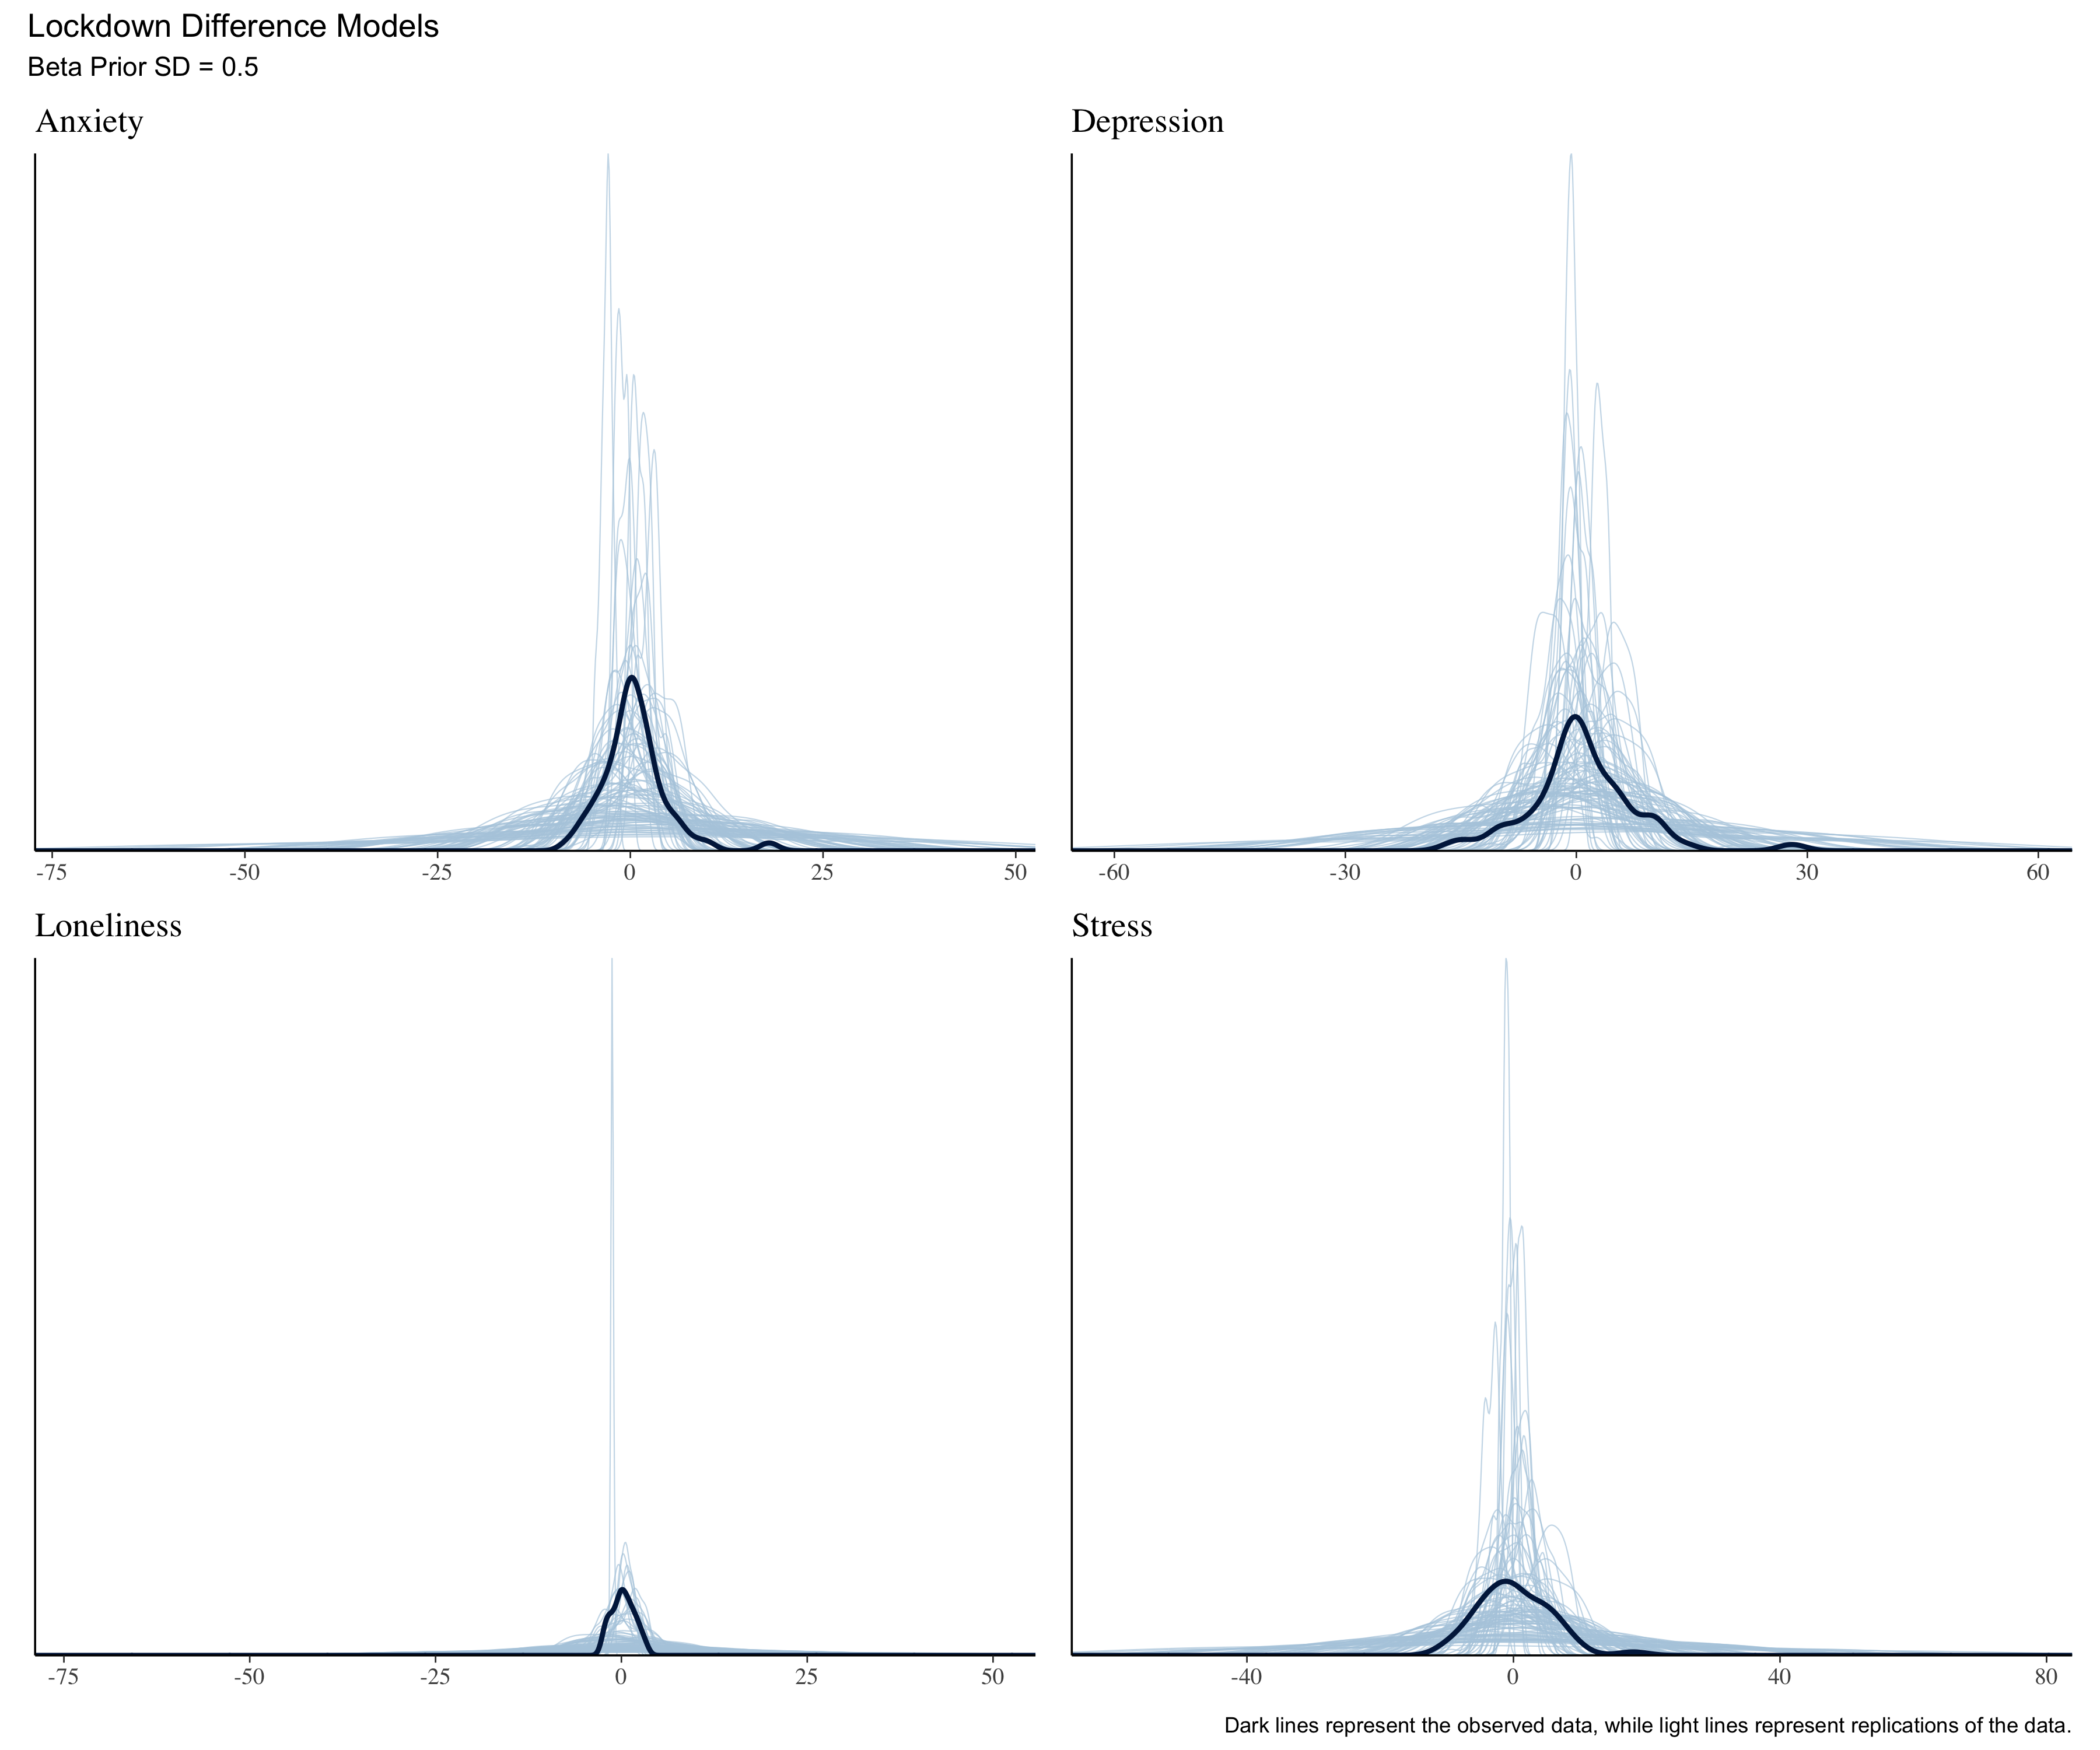 Lockdown Difference Models
Beta Prior SD = 0.5
Anxiety
-75 -50 -25 0 25 50
Depression
-60 -30 0 30 60
Loneliness
-75 -50 -25 0 25 50
Stress
-40 0 40 80
Dark lines represent the observed data, while light lines represent replications of the data.